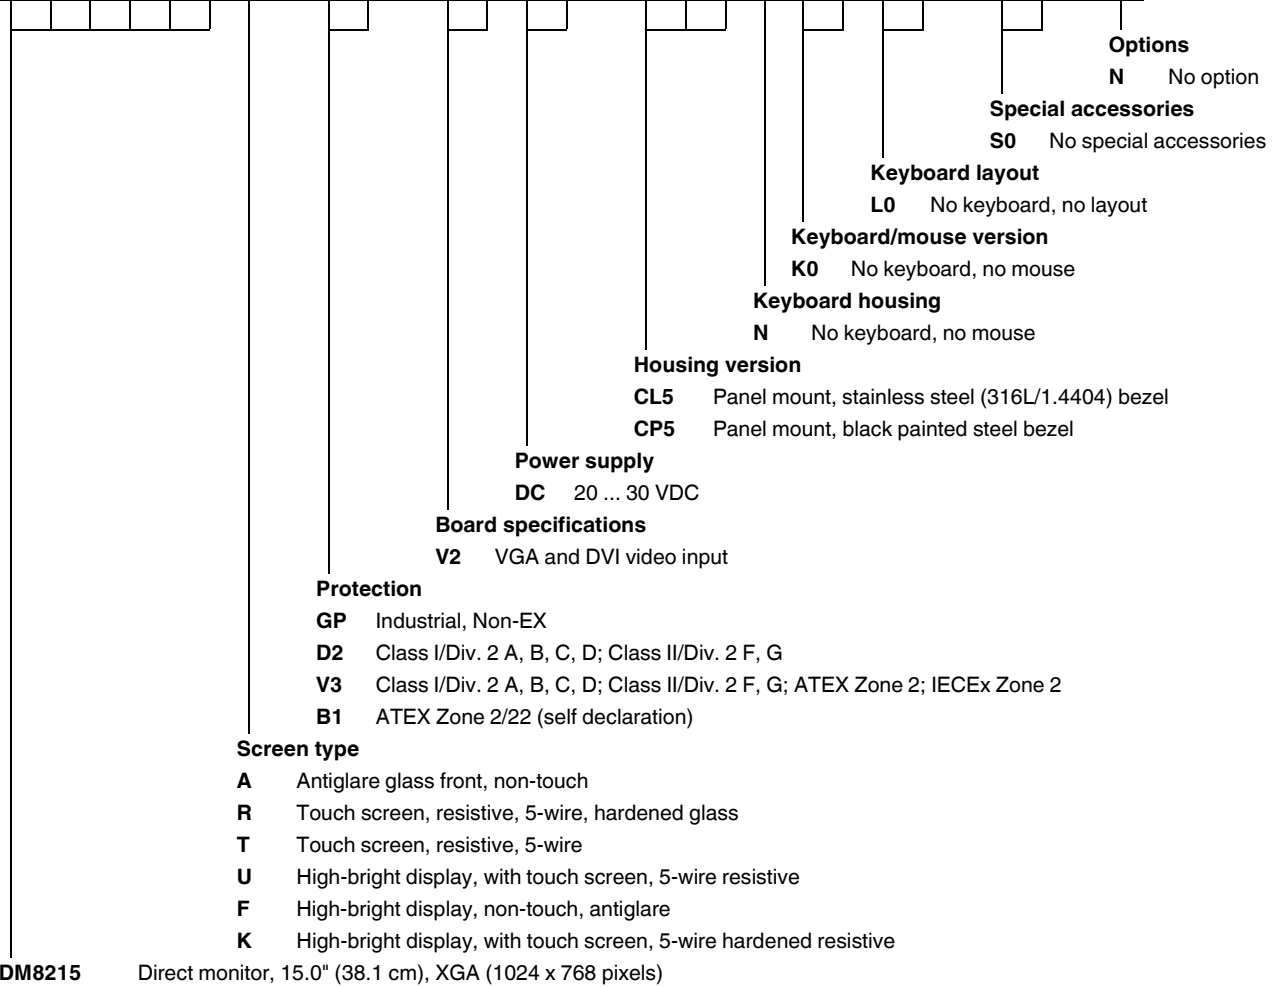 Options
N No option
Special accessories
S0 No special accessories
Keyboard layout
L0 No keyboard, no layout
Keyboard/mouse version
K0 No keyboard, no mouse
Keyboard housing
N No keyboard, no mouse
Housing version
CL5 Panel mount, stainless steel (316L/1.4404) bezel
CP5 Panel mount, black painted steel bezel
Power supply
DC 20 ... 30 VDC
Board specifications
V2 VGA and DVI video input
Protection
GP Industrial, Non-EX
D2 Class I/Div. 2 A, B, C, D; Class II/Div. 2 F, G
V3 Class I/Div. 2 A, B, C, D; Class II/Div. 2 F, G; ATEX Zone 2; IECEx Zone 2
B1 ATEX Zone 2/22 (self declaration)
Screen type
A Antiglare glass front, non-touch
R Touch screen, resistive, 5-wire, hardened glass
T Touch screen, resistive, 5-wire
U High-bright display, with touch screen, 5-wire resistive
F High-bright display, non-touch, antiglare
K High-bright display, with touch screen, 5-wire hardened resistive
DM8215 Direct monitor, 15.0" (38.1 cm), XGA (1024 x 768 pixels)